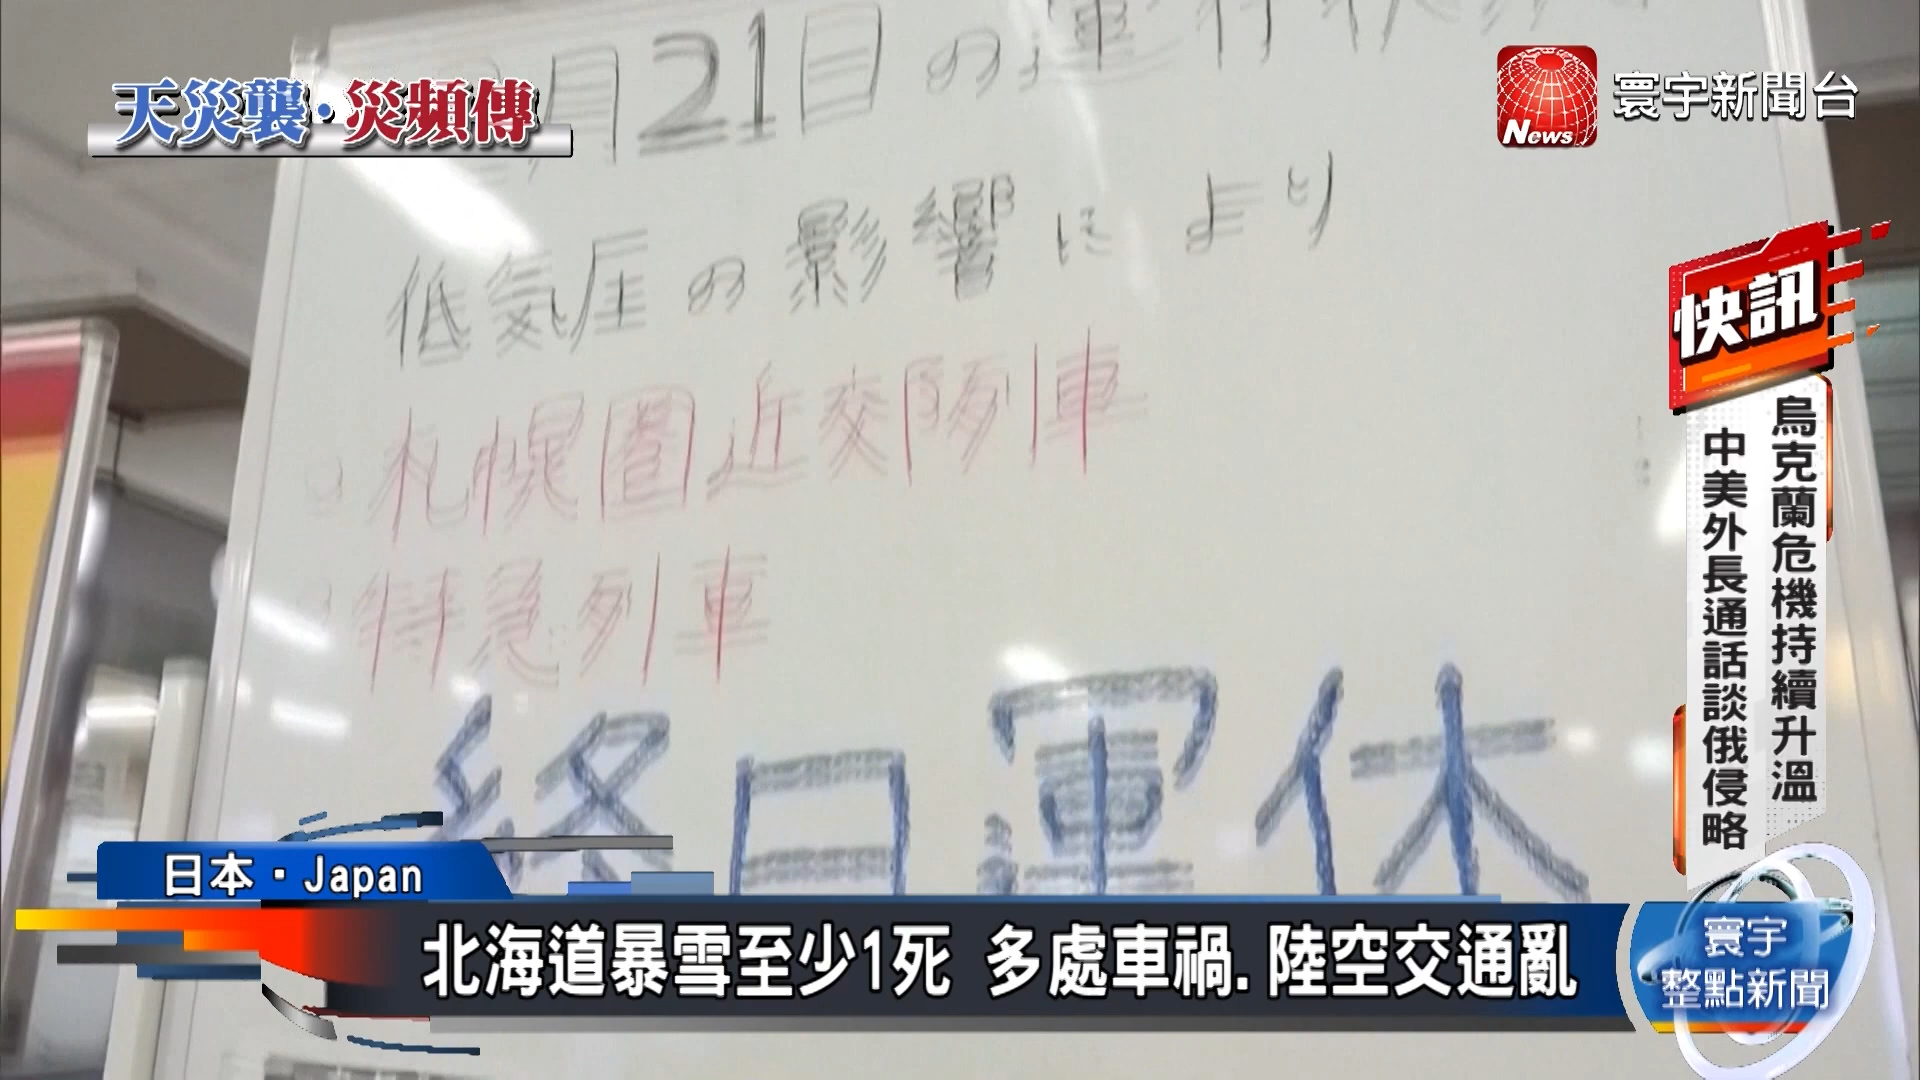 天災襲・災頻傳
News 寰宇新聞台
月21日の運行状
低気圧の影響により
札幌圏近郊列車
特急列車
終日運休
快訊
烏克蘭危機持續升溫
中美外長通話談俄侵略
日本・Japan
北海道暴雪至少1死 多處車禍.陸空交通亂
寰宇
整點新聞